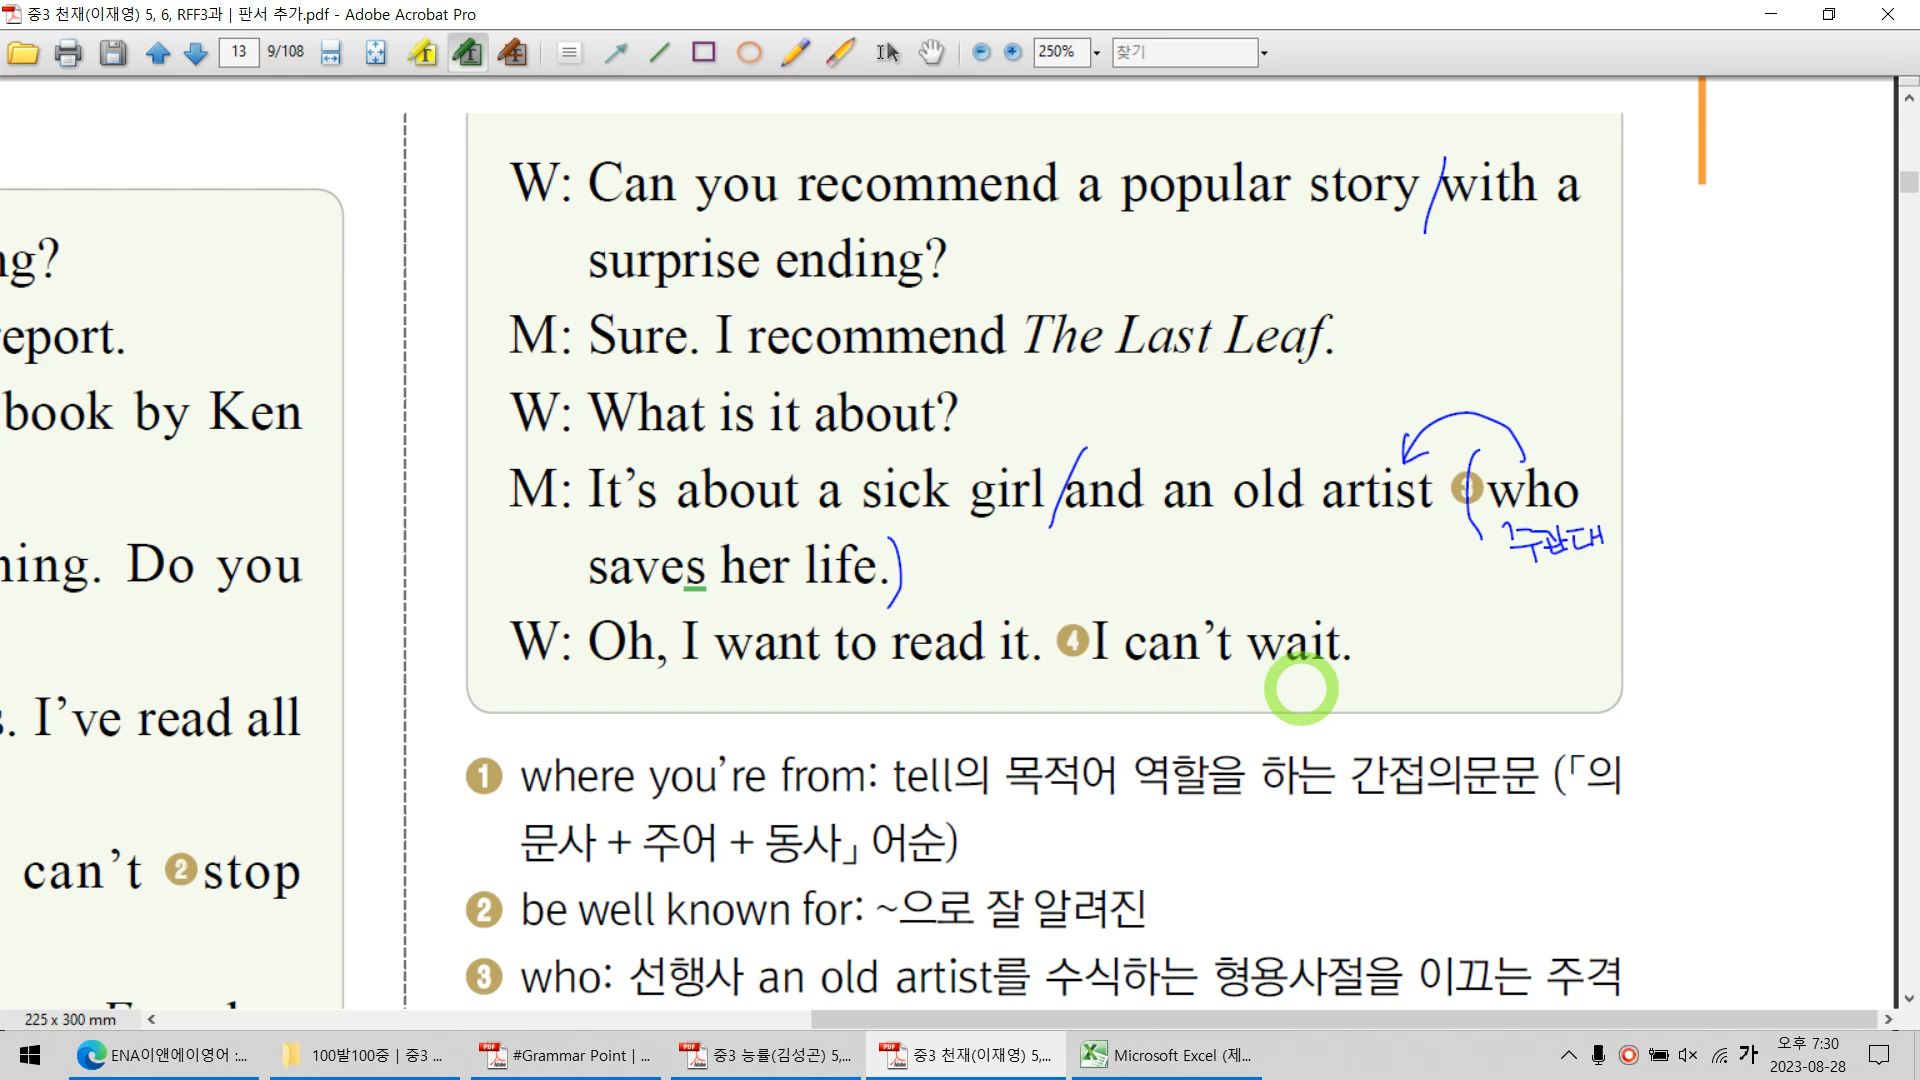 중3 천재(이재영) 5, 6, RFF3과 | 판서 추가.pdf - Adobe Acrobat Pro
13
9/108
250%
찾기
ng?
eport.
book by Ken
ning. Do you
s. I've read all
can't ❷stop
W: Can you recommend a popular story with a
surprise ending?
M: Sure. I recommend The Last Leaf.
W: What is it about?
M: It's about a sick girl and an old artist ❸who
주관대
saves her life.
W: Oh, I want to read it. ❹I can't wait.
❶ where you're from: tell의 목적어 역할을 하는 간접의문문 (「의
문사 + 주어 + 동사」 어순)
❷ be well known for: ~으로 잘 알려진
❸ who: 선행사 an old artist를 수식하는 형용사절을 이끄는 주격
225 x 300 mm
ENA이앤에이영어 :...
100발100중 | 중3 ...
#Grammar Point | ...
중3 능률(김성곤) 5,...
중3 천재(이재영) 5,...
Microsoft Excel (제...
가
오후 7:30
2023-08-28